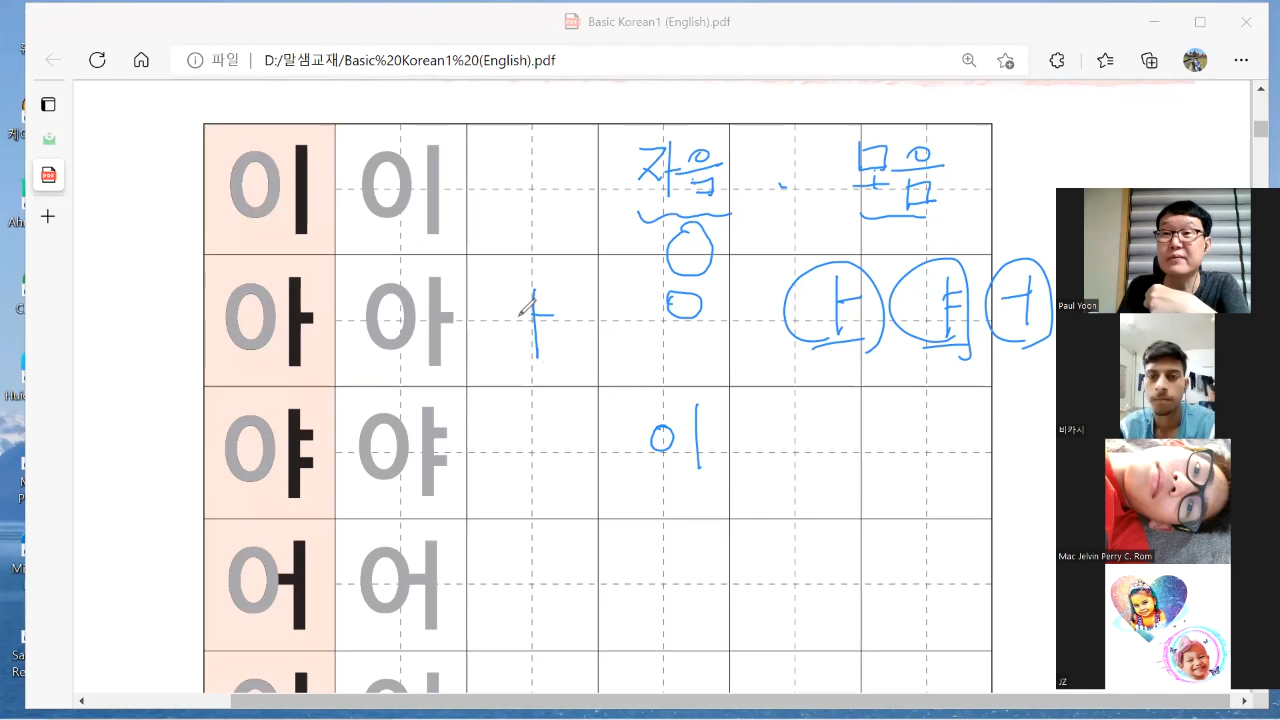 Basic Korean1 (English).pdf
파일 D:/말샘교재/Basic%20Korean1%20(English).pdf
이 이 자음 . 모음
ㅇ
아 아 ㅏ ㅇ ㅏ ㅑ ㅓ
야 야 이
어 어
Paul Yoon
비카시
Mac Jelvin Perry C. Rom
JZ